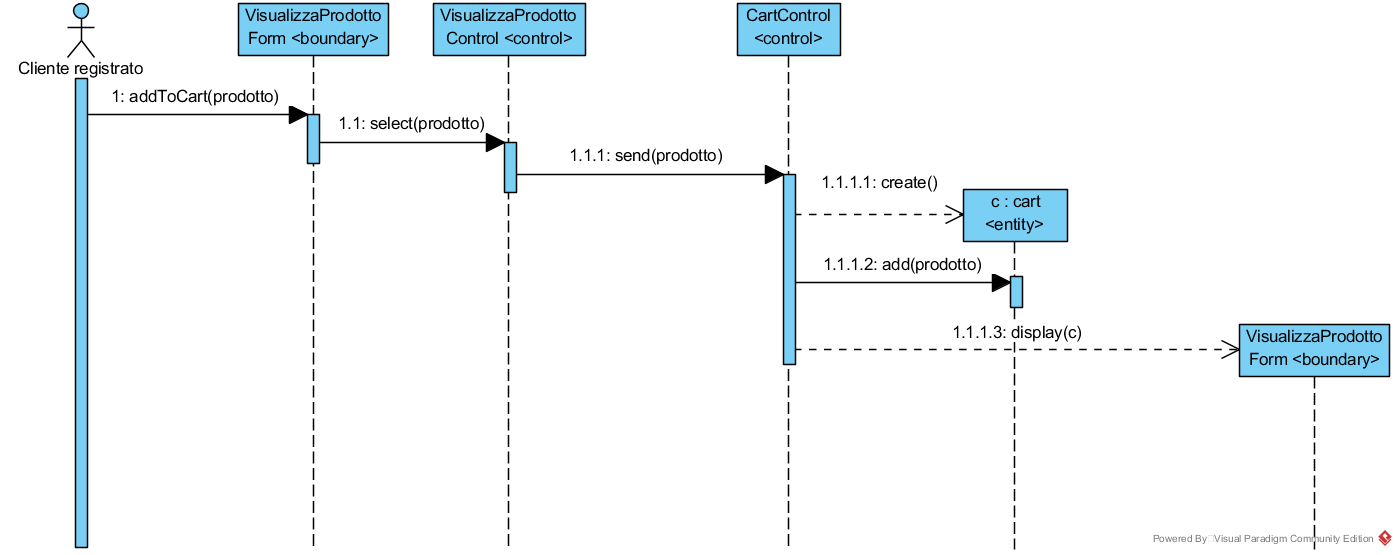 VisualizzaProdotto
Form <boundary>
VisualizzaProdotto
Control <control>
CartControl
<control>
Cliente registrato
1: addToCart(prodotto)
1.1: select(prodotto)
1.1.1: send(prodotto)
1.1.1.1: create()
c : cart
<entity>
1.1.1.2: add(prodotto)
1.1.1.3: display(c)
VisualizzaProdotto
Form <boundary>
Powered By Visual Paradigm Community Edition